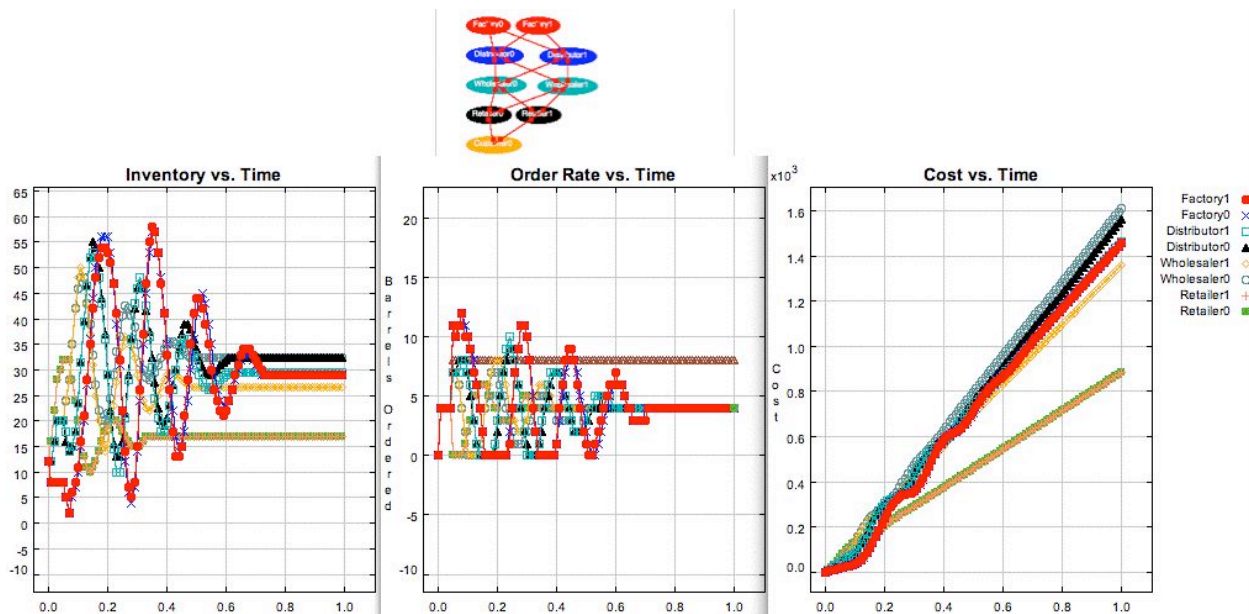 Factory0 Factory1
Distributor0 Distributor1
Wholesaler0 Wholesaler1
Retailer0 Retailer1
Customer0
Inventory vs. Time
65
60
55
50
45
40
35
30
25
20
15
10
5
0
-5
-10
0.0 0.2 0.4 0.6 0.8 1.0
Order Rate vs. Time
Barrels Ordered
20
15
10
5
0
-5
-10
0.0 0.2 0.4 0.6 0.8 1.0
x10³
Cost vs. Time
Cost
1.6
1.4
1.2
1.0
0.8
0.6
0.4
0.2
0.0
0.0 0.2 0.4 0.6 0.8 1.0
Factory1
Factory0
Distributor1
Distributor0
Wholesaler1
Wholesaler0
Retailer1
Retailer0